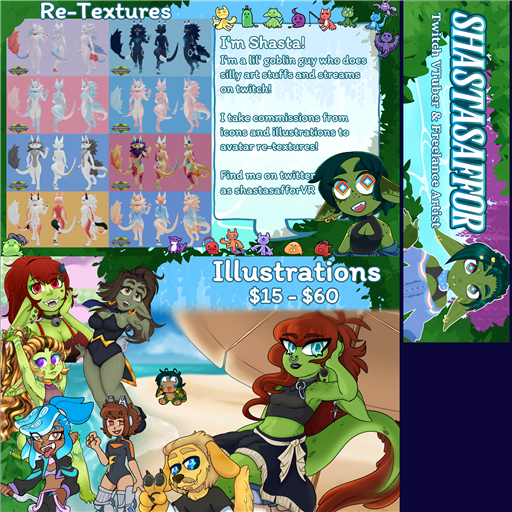 Re-Textures
I'm Shasta!
I'm a lil' goblin guy who does
silly art stuffs and streams
on twitch!
I take commissions from
icons and illustrations to
avatar re-textures!
Find me on twitter
as shastasafforVR
Illustrations
$15 - $60
SHASTASAFFOR
Twitch VTuber & Freelance Artist